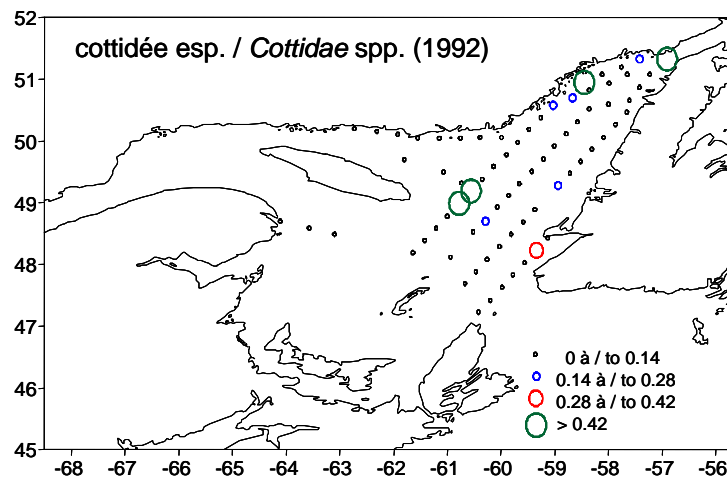 cottidée esp. / Cottidae spp. (1992)
52
51
50
49
48
47
46
45
0 à / to 0.14
0.14 à / to 0.28
0.28 à / to 0.42
> 0.42
-68 -67 -66 -65 -64 -63 -62 -61 -60 -59 -58 -57 -56